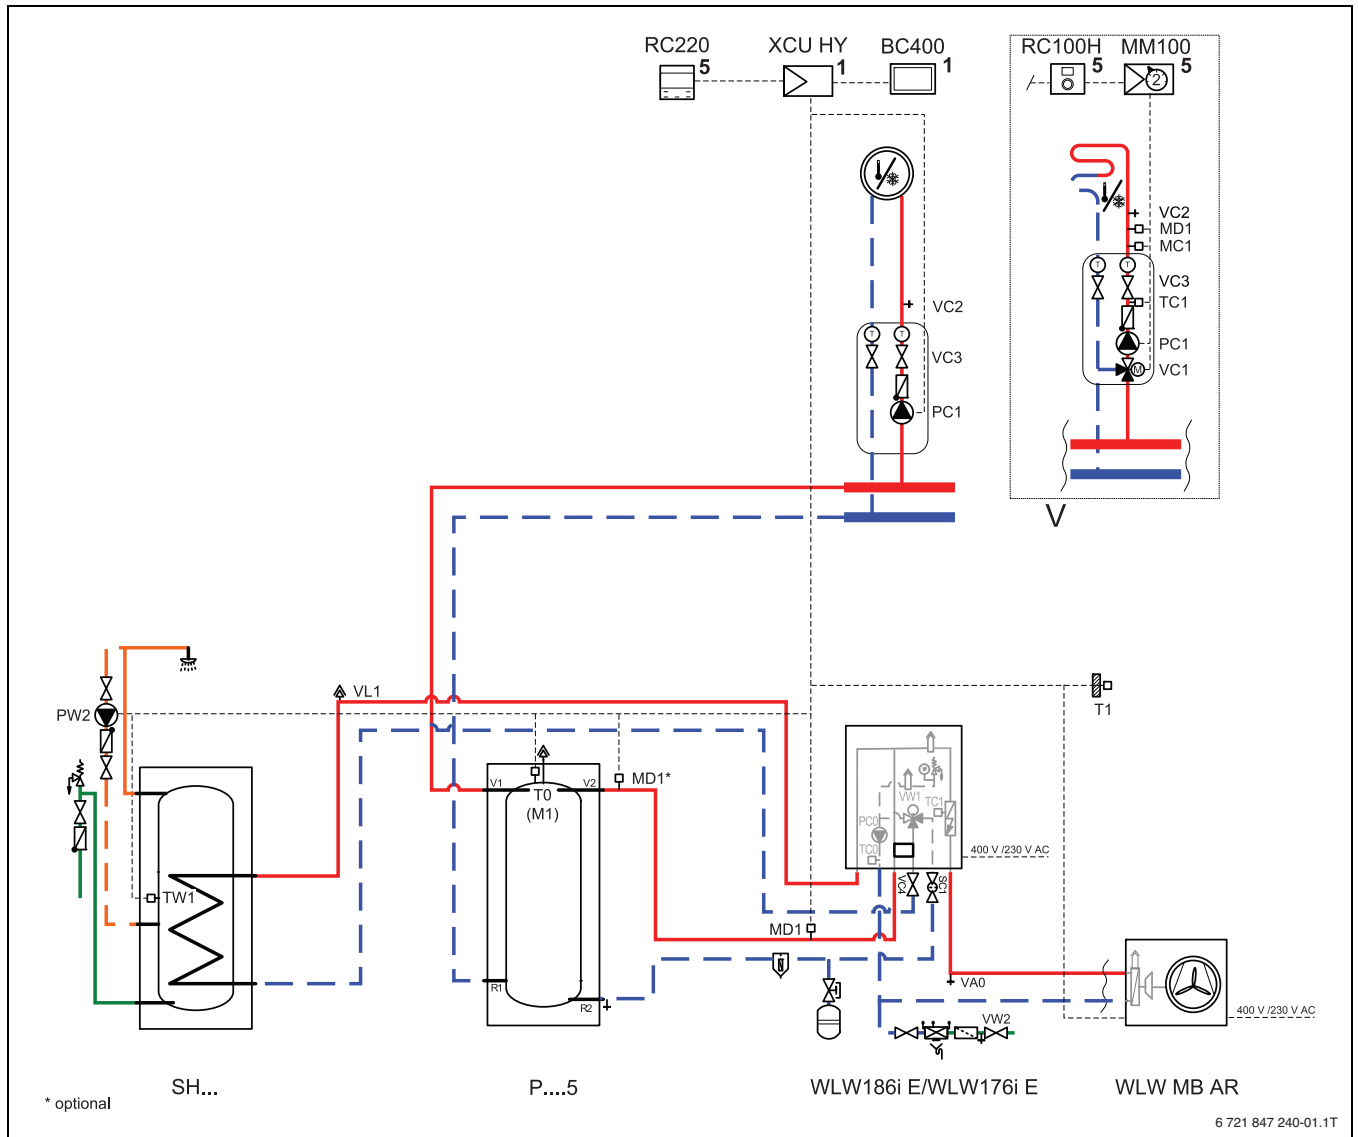 RC220
5
XCU HY
1
BC400
1
RC100H
5
MM100
5
2
VC2
MD1
MC1
T
T
VC3
TC1
PC1
M
VC1
V
VC2
T
T
VC3
PC1
VL1
PW2
T1
V1
V2
MD1*
T0
(M1)
VW1
TC1
PC0
TC0
400 V /230 V AC
VC4
SC1
TW1
MD1
R1
R2
VA0
VW2
400 V /230 V AC
SH...
P....5
WLW186i E/WLW176i E
WLW MB AR
* optional
6 721 847 240-01.1T